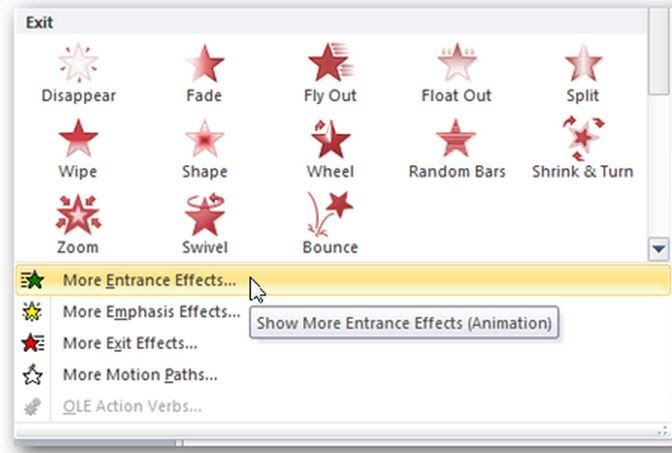 Exit
Disappear Fade Fly Out Float Out Split
Wipe Shape Wheel Random Bars Shrink & Turn
Zoom Swivel Bounce
More Entrance Effects...
More Emphasis Effects...
Show More Entrance Effects (Animation)
More Exit Effects...
More Motion Paths...
OLE Action Verbs...